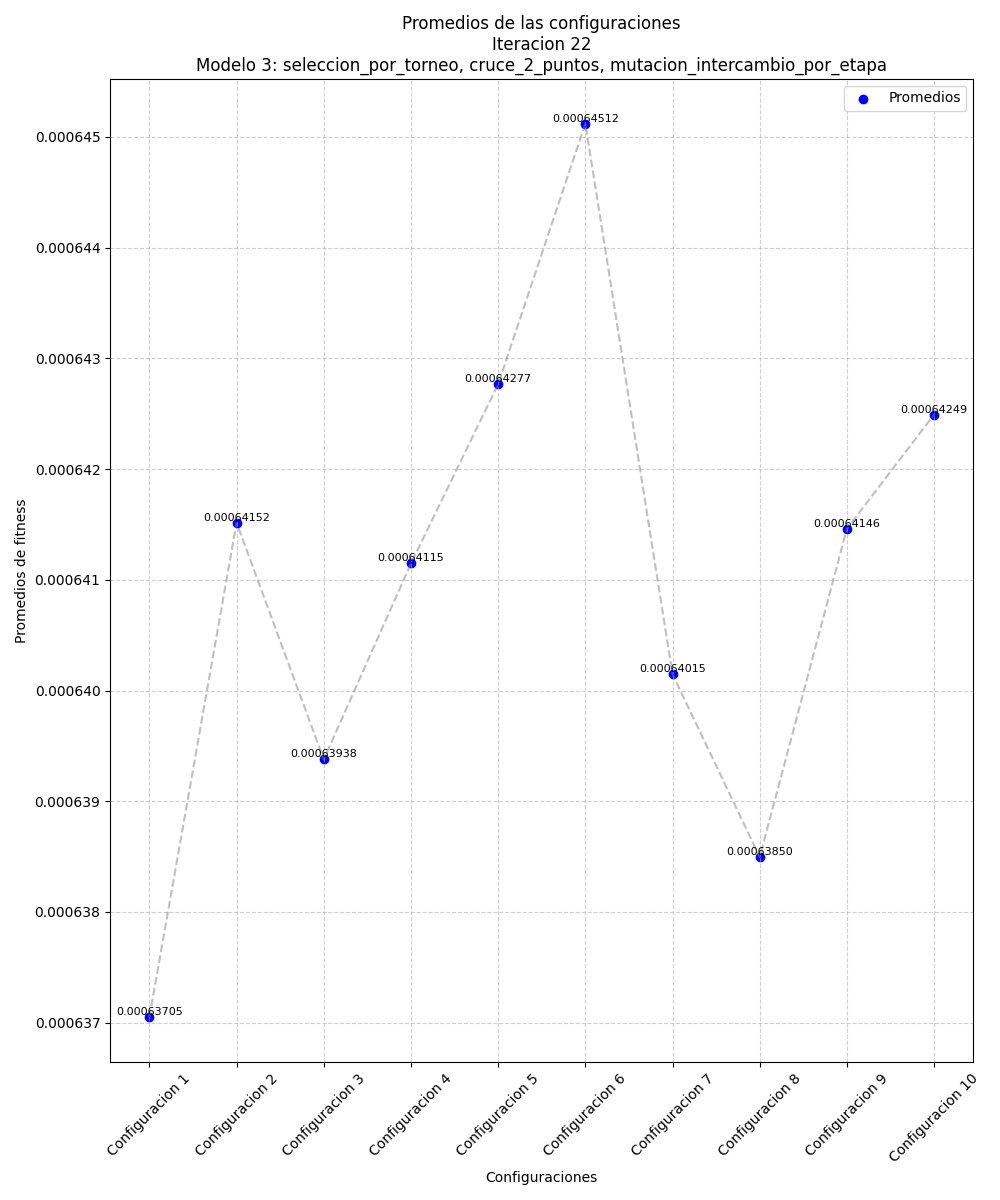 Promedios de las configuraciones
Iteracion 22
Modelo 3: seleccion_por_torneo, cruce_2_puntos, mutacion_intercambio_por_etapa
Promedios
0.000645
0.000644
0.000643
0.000642
0.000641
0.000640
0.000639
0.000638
0.000637
Promedios de fitness
0.00063705
0.00064152
0.00063938
0.00064115
0.00064277
0.00064512
0.00064015
0.00063850
0.00064146
0.00064249
Configuracion 1
Configuracion 2
Configuracion 3
Configuracion 4
Configuracion 5
Configuracion 6
Configuracion 7
Configuracion 8
Configuracion 9
Configuracion 10
Configuraciones